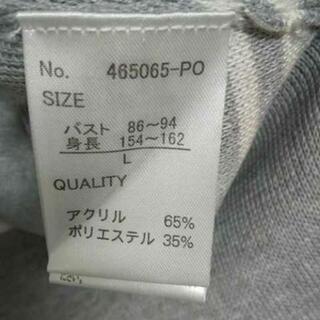 No. 465065-PO
SIZE
バスト 86～94
身長 154～162
L
QUALITY
アクリル 65%
ポリエステル 35%